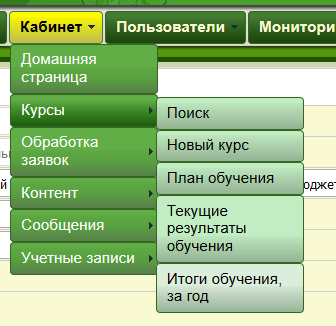 Кабинет Пользователи Монитори
Домашняя
страница
Курсы
Обработка
заявок
Контент
Сообщения
Учетные записи
Поиск
Новый курс
План обучения
Текущие
результаты
обучения
Итоги обучения,
за год